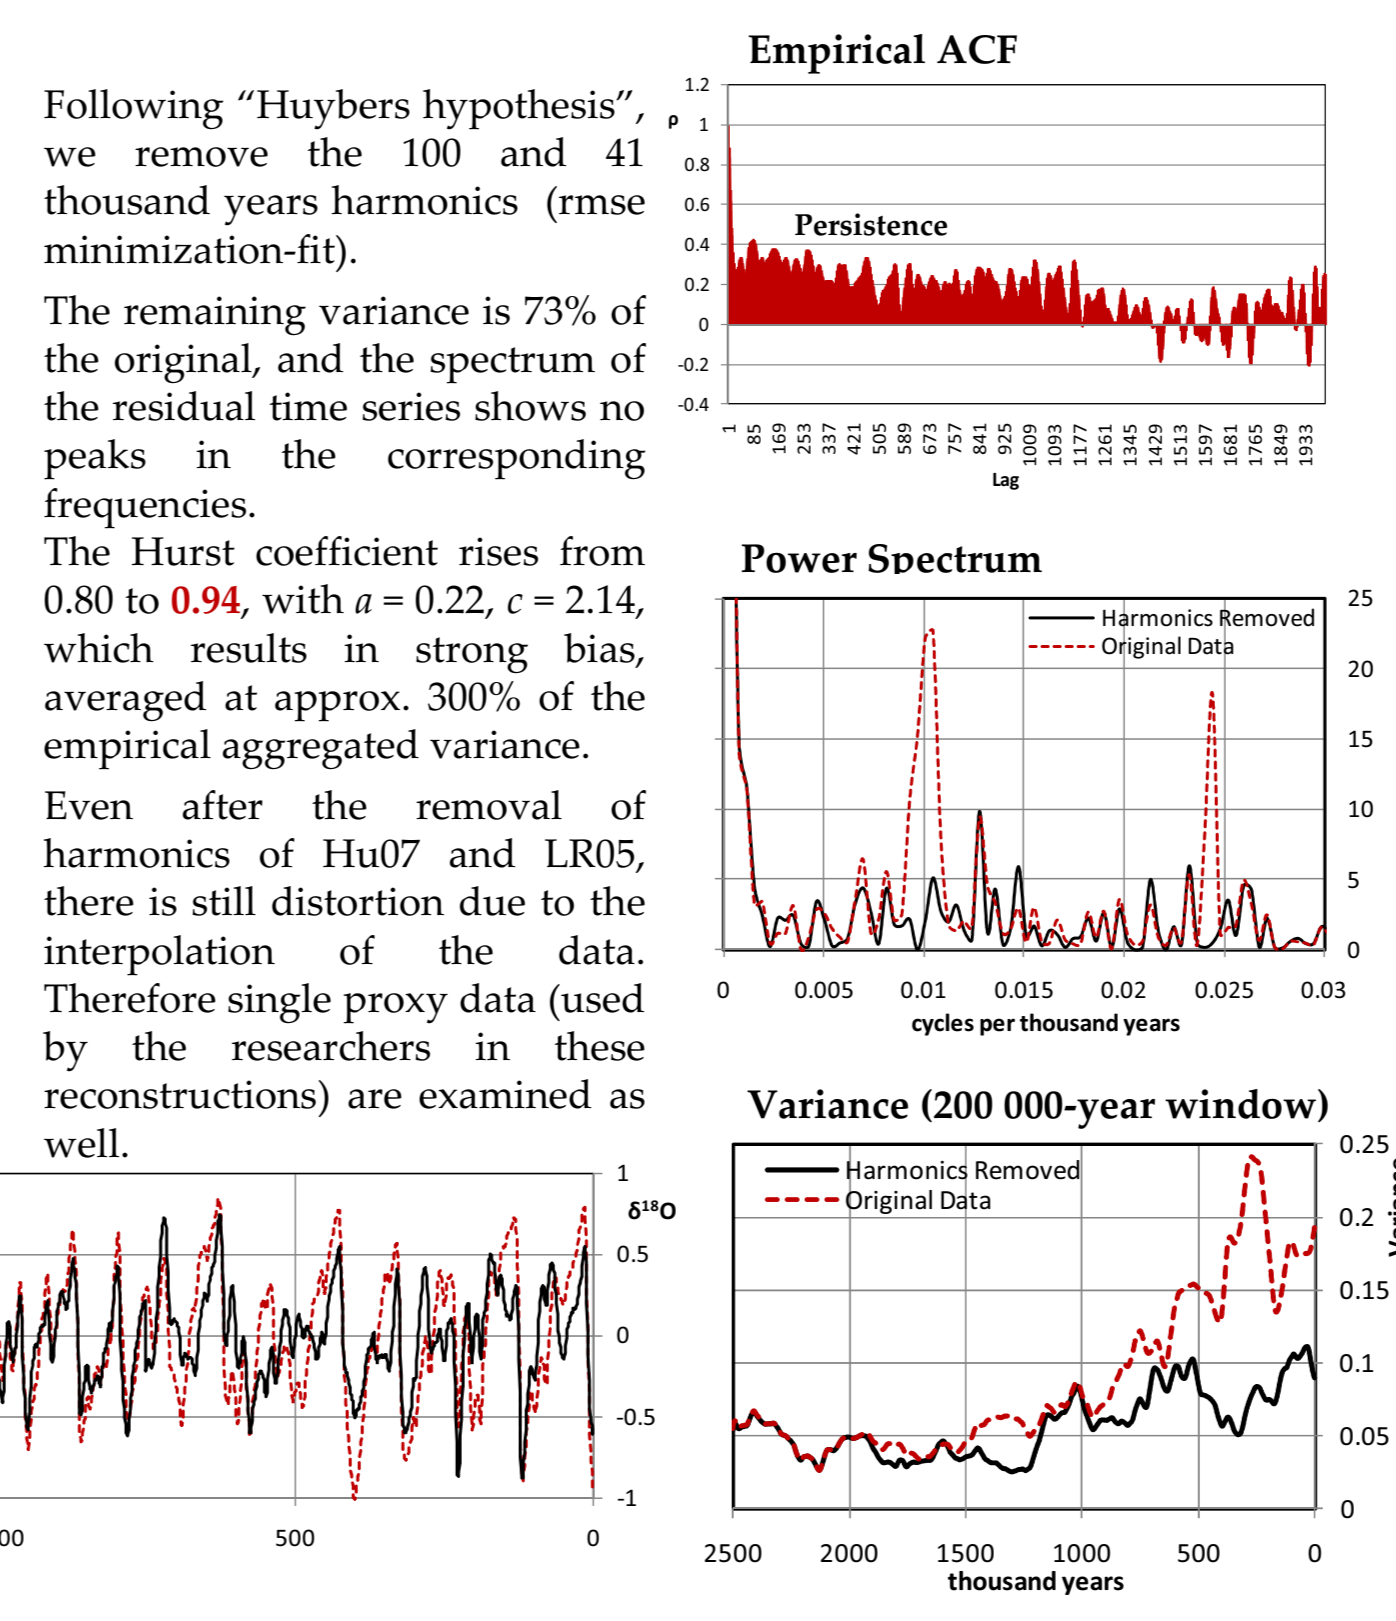 Following “Huybers hypothesis”,
we remove the 100 and 41
thousand years harmonics (rmse
minimization-fit).
The remaining variance is 73% of
the original, and the spectrum of
the residual time series shows no
peaks in the corresponding
frequencies.
The Hurst coefficient rises from
0.80 to 0.94, with a = 0.22, c = 2.14,
which results in strong bias,
averaged at approx. 300% of the
empirical aggregated variance.
Even after the removal of
harmonics of Hu07 and LR05,
there is still distortion due to the
interpolation of the data.
Therefore single proxy data (used
by the researchers in these
reconstructions) are examined as
well.
1
δ¹⁸O
0.5
0
-0.5
-1
00 500 0
Empirical ACF
1.2
ρ 1
0.8
0.6
Persistence
0.4
0.2
0
-0.2
-0.4
1 85 169 253 337 421 505 589 673 757 841 925 1009 1093 1177 1261 1345 1429 1513 1597 1681 1765 1849 1933
Lag
Power Spectrum
25
Harmonics Removed
Original Data
20
15
10
5
0
0 0.005 0.01 0.015 0.02 0.025 0.03
cycles per thousand years
Variance (200 000-year window)
0.25
Harmonics Removed
Original Data
0.2
0.15
0.1
0.05
0
2500 2000 1500 1000 500 0
thousand years